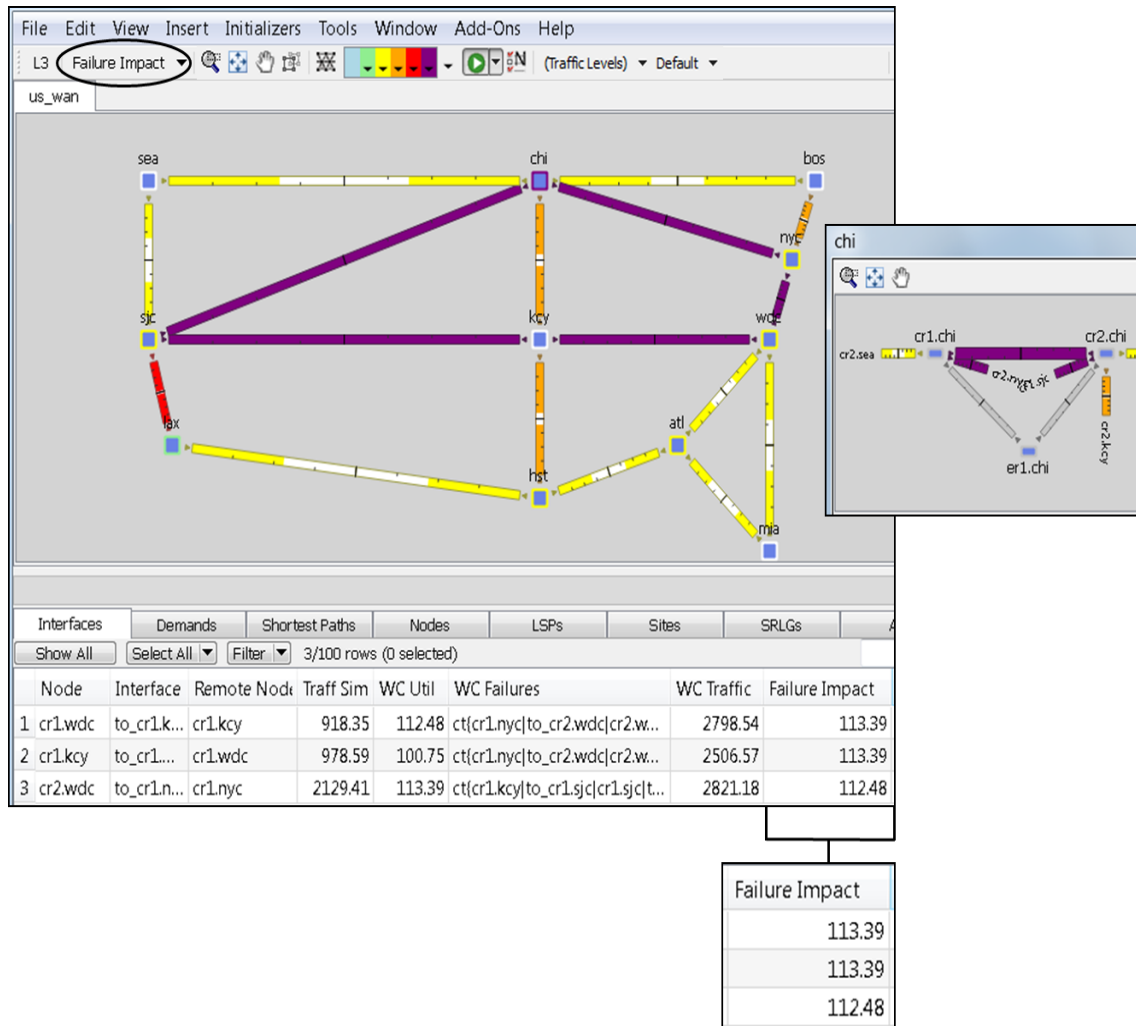 File Edit View Insert Initializers Tools Window Add-Ons Help
L3 Failure Impact N (Traffic Levels) Default
us_wan
sea
chi
bos
nyc
sjc
kcy
wdc
lax
atl
hst
mia
chi
cr1.chi
cr2.chi
cr2.sea
cr2.nyc
cr1.sjc
cr2.kcy
er1.chi
Interfaces Demands Shortest Paths Nodes LSPs Sites SRLGs A
Show All Select All Filter 3/100 rows (0 selected)
Node Interface Remote Node Traff Sim WC Util WC Failures WC Traffic Failure Impact
1 cr1.wdc to_cr1.k... cr1.kcy 918.35 112.48 ct{cr1.nyc|to_cr2.wdc|cr2.w... 2798.54 113.39
2 cr1.kcy to_cr1.... cr1.wdc 978.59 100.75 ct{cr1.nyc|to_cr2.wdc|cr2.w... 2506.57 113.39
3 cr2.wdc to_cr1.n... cr1.nyc 2129.41 113.39 ct{cr1.kcy|to_cr1.sjc|cr1.sjc|t... 2821.18 112.48
Failure Impact
113.39
113.39
112.48